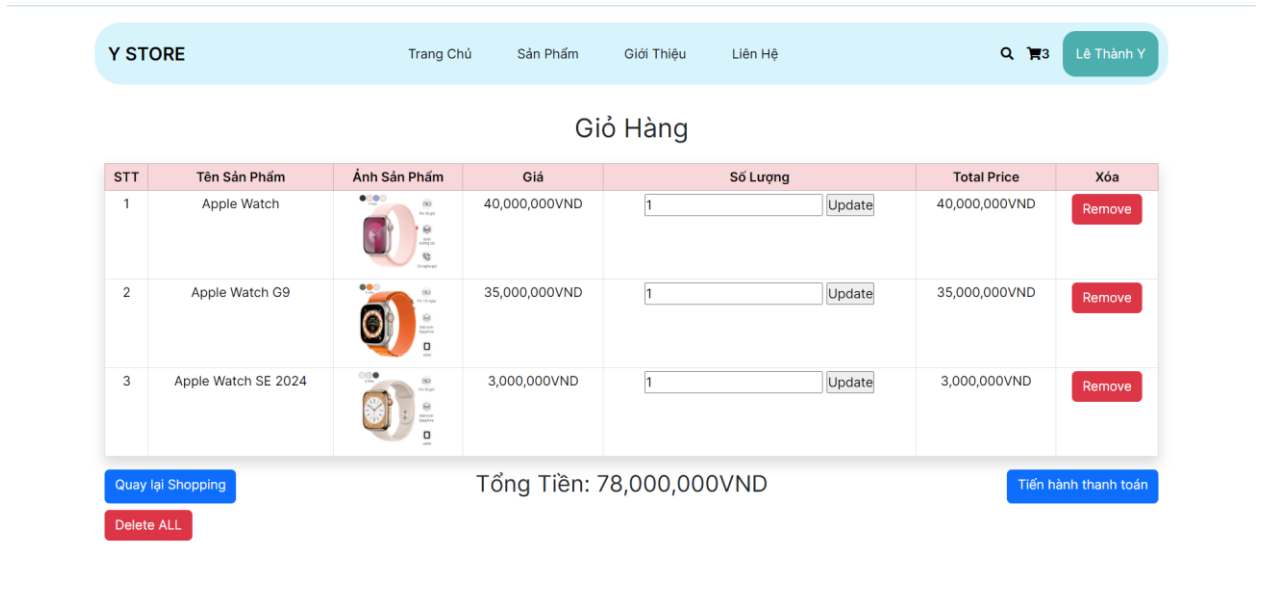 Y STORE Trang Chủ Sản Phẩm Giới Thiệu Liên Hệ 3 Lê Thành Y
Giỏ Hàng
STT Tên Sản Phẩm Ảnh Sản Phẩm Giá Số Lượng Total Price Xóa
1 Apple Watch 40,000,000VND 1 Update 40,000,000VND Remove
2 Apple Watch G9 35,000,000VND 1 Update 35,000,000VND Remove
3 Apple Watch SE 2024 3,000,000VND 1 Update 3,000,000VND Remove
Quay lại Shopping Tổng Tiền: 78,000,000VND Tiến hành thanh toán
Delete ALL